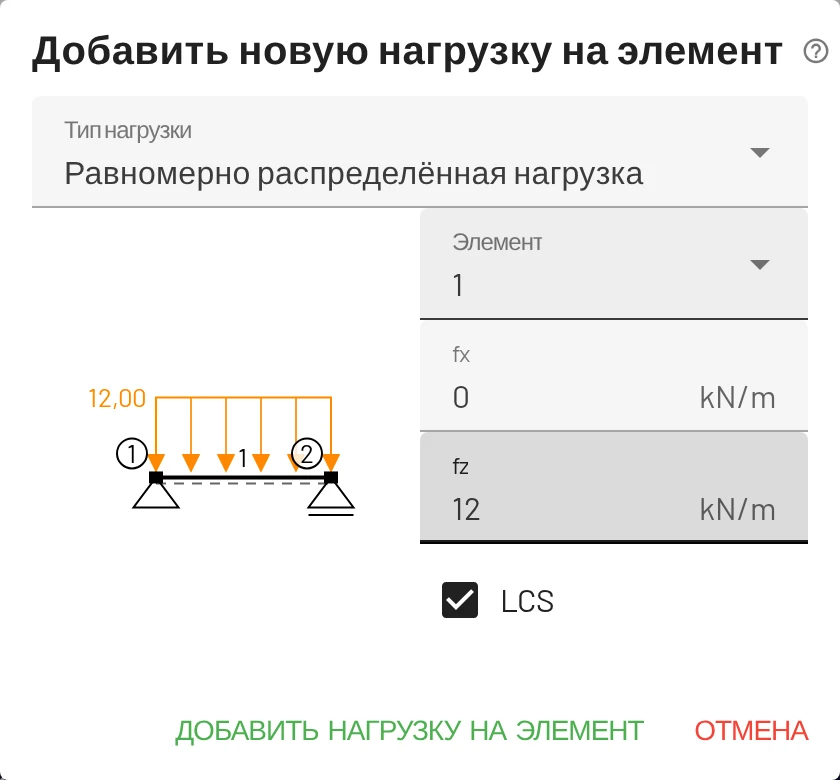 Добавить новую нагрузку на элемент ?
Тип нагрузки
Равномерно распределённая нагрузка
Элемент
1
fx
0 kN/m
fz
12 kN/m
LCS
12,00
1 1 2
ДОБАВИТЬ НАГРУЗКУ НА ЭЛЕМЕНТ ОТМЕНА